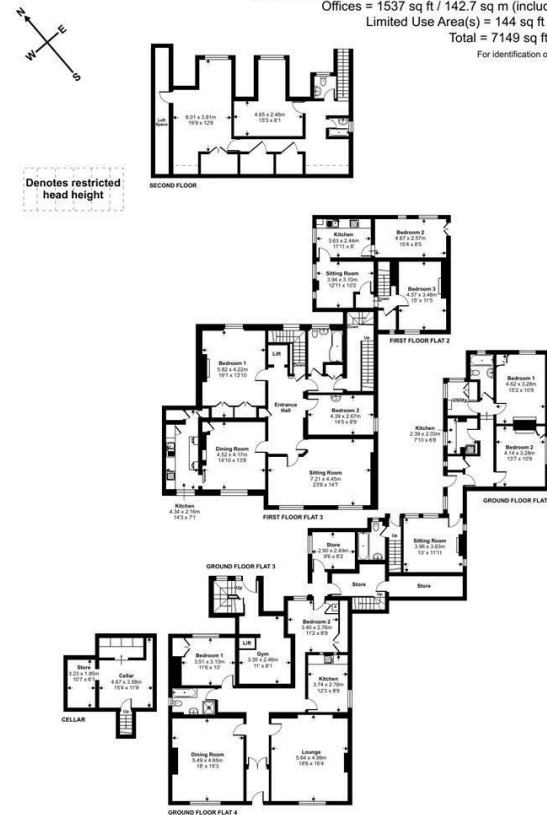 Offices = 1537 sq ft / 142.7 sq m (includ
Limited Use Area(s) = 144 sq ft
Total = 7149 sq ft
For identification o
N
E
W
S
Loft Space
6.01 x 3.81m
19'9 x 12'6
4.65 x 2.46m
15'3 x 8'1
Denotes restricted
head height
SECOND FLOOR
Kitchen
3.63 x 2.44m
11'11 x 8'
Bedroom 2
4.67 x 2.57m
15'4 x 8'5
Sitting Room
3.94 x 3.10m
12'11 x 10'2
Down
Bedroom 3
4.57 x 3.48m
15' x 11'5
FIRST FLOOR FLAT 2
Down
Up
Lift
Down
Bedroom 1
5.82 x 4.22m
19'1 x 13'10
Entrance
Hall
Bedroom 2
4.39 x 2.67m
14'5 x 8'9
Dining Room
4.52 x 4.17m
14'10 x 13'8
Sitting Room
7.21 x 4.45m
23'8 x 14'7
Kitchen
4.34 x 2.16m
14'3 x 7'1
FIRST FLOOR FLAT 3
Bedroom 1
4.62 x 3.28m
15'2 x 10'9
Utility
Kitchen
2.39 x 2.03m
7'10 x 6'8
Bedroom 2
4.14 x 3.28m
13'7 x 10'9
GROUND FLOOR FLAT
Up
Sitting Room
3.96 x 3.63m
13' x 11'11
Store
2.90 x 2.49m
9'6 x 8'2
Store
Up
Store
GROUND FLOOR FLAT 3
Up
Bedroom 2
3.40 x 2.76m
11'2 x 8'9
Lift
Gym
3.35 x 2.46m
11' x 8'1
Bedroom 1
3.51 x 3.10m
11'6 x 10'
Kitchen
3.74 x 2.76m
12'3 x 8'9
Store
3.23 x 1.85m
10'7 x 6'1
Cellar
4.67 x 3.58m
15'4 x 11'9
Up
CELLAR
Dining Room
5.49 x 4.65m
18' x 15'3
Lounge
5.64 x 4.99m
18'6 x 16'4
GROUND FLOOR FLAT 4